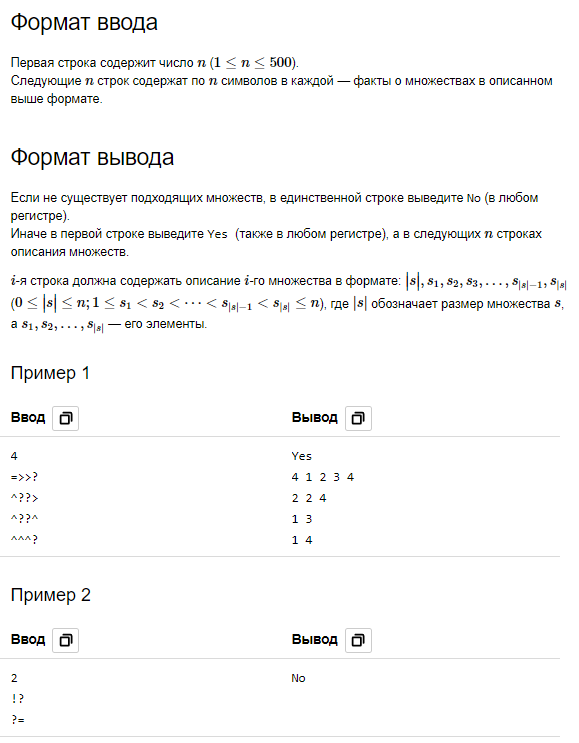 Формат ввода
Первая строка содержит число n (1 ≤ n ≤ 500).
Следующие n строк содержат по n символов в каждой — факты о множествах в описанном
выше формате.
Формат вывода
Если не существует подходящих множеств, в единственной строке выведите No (в любом
регистре).
Иначе в первой строке выведите Yes (также в любом регистре), а в следующих n строках
описания множеств.
i-я строка должна содержать описание i-го множества в формате: |s|, s₁, s₂, s₃, . . . , s|s|−1, s|s|
(0 ≤ |s| ≤ n; 1 ≤ s₁ < s₂ < ⋯ < s|s|−1 < s|s| ≤ n), где |s| обозначает размер множества s,
а s₁, s₂, . . . , s|s| — его элементы.
Пример 1
Ввод Вывод
4 Yes
=>>? 4 1 2 3 4
^??> 2 2 4
^??^ 1 3
^^^? 1 4
Пример 2
Ввод Вывод
2 No
!?
?=